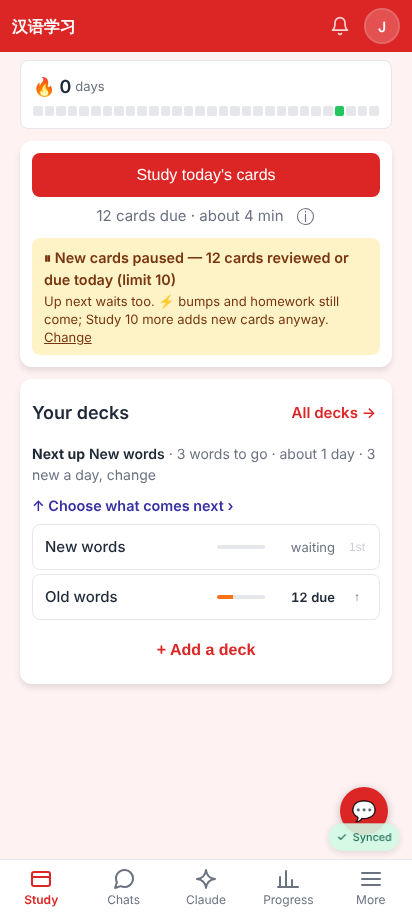 汉语学习
J
🔥 0 days
Study today's cards
12 cards due · about 4 min ⓘ
⏸ New cards paused — 12 cards reviewed or
due today (limit 10)
Up next waits too. ⚡ bumps and homework still
come; Study 10 more adds new cards anyway.
Change
Your decks All decks →
Next up New words · 3 words to go · about 1 day · 3
new a day, change
↑ Choose what comes next ›
New words waiting 1st
Old words 12 due ↑
+ Add a deck
💬
✓ Synced
Study Chats Claude Progress More